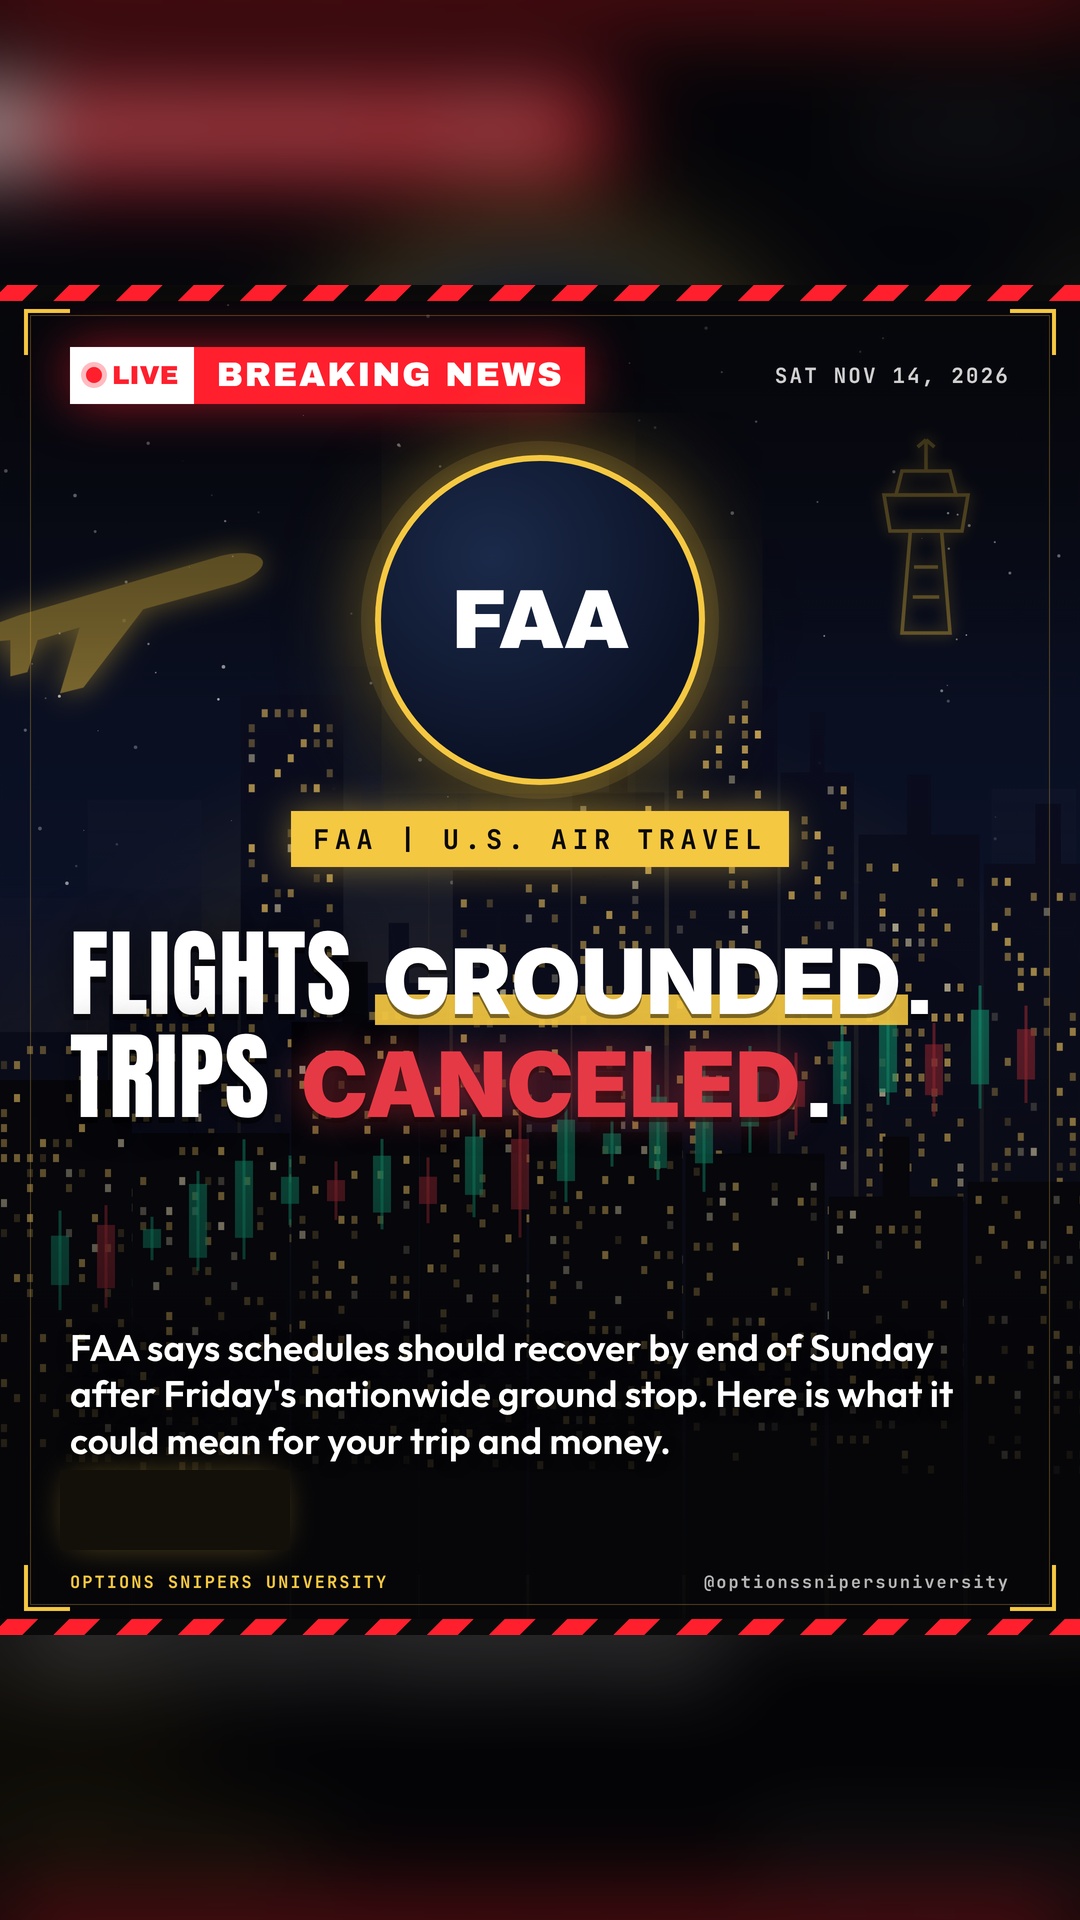 LIVE BREAKING NEWS
SAT NOV 14, 2026
FAA
FAA | U.S. AIR TRAVEL
FLIGHTS GROUNDED.
TRIPS CANCELED.
FAA says schedules should recover by end of Sunday
after Friday's nationwide ground stop. Here is what it
could mean for your trip and money.
OPTIONS SNIPERS UNIVERSITY
@optionssnipersuniversity